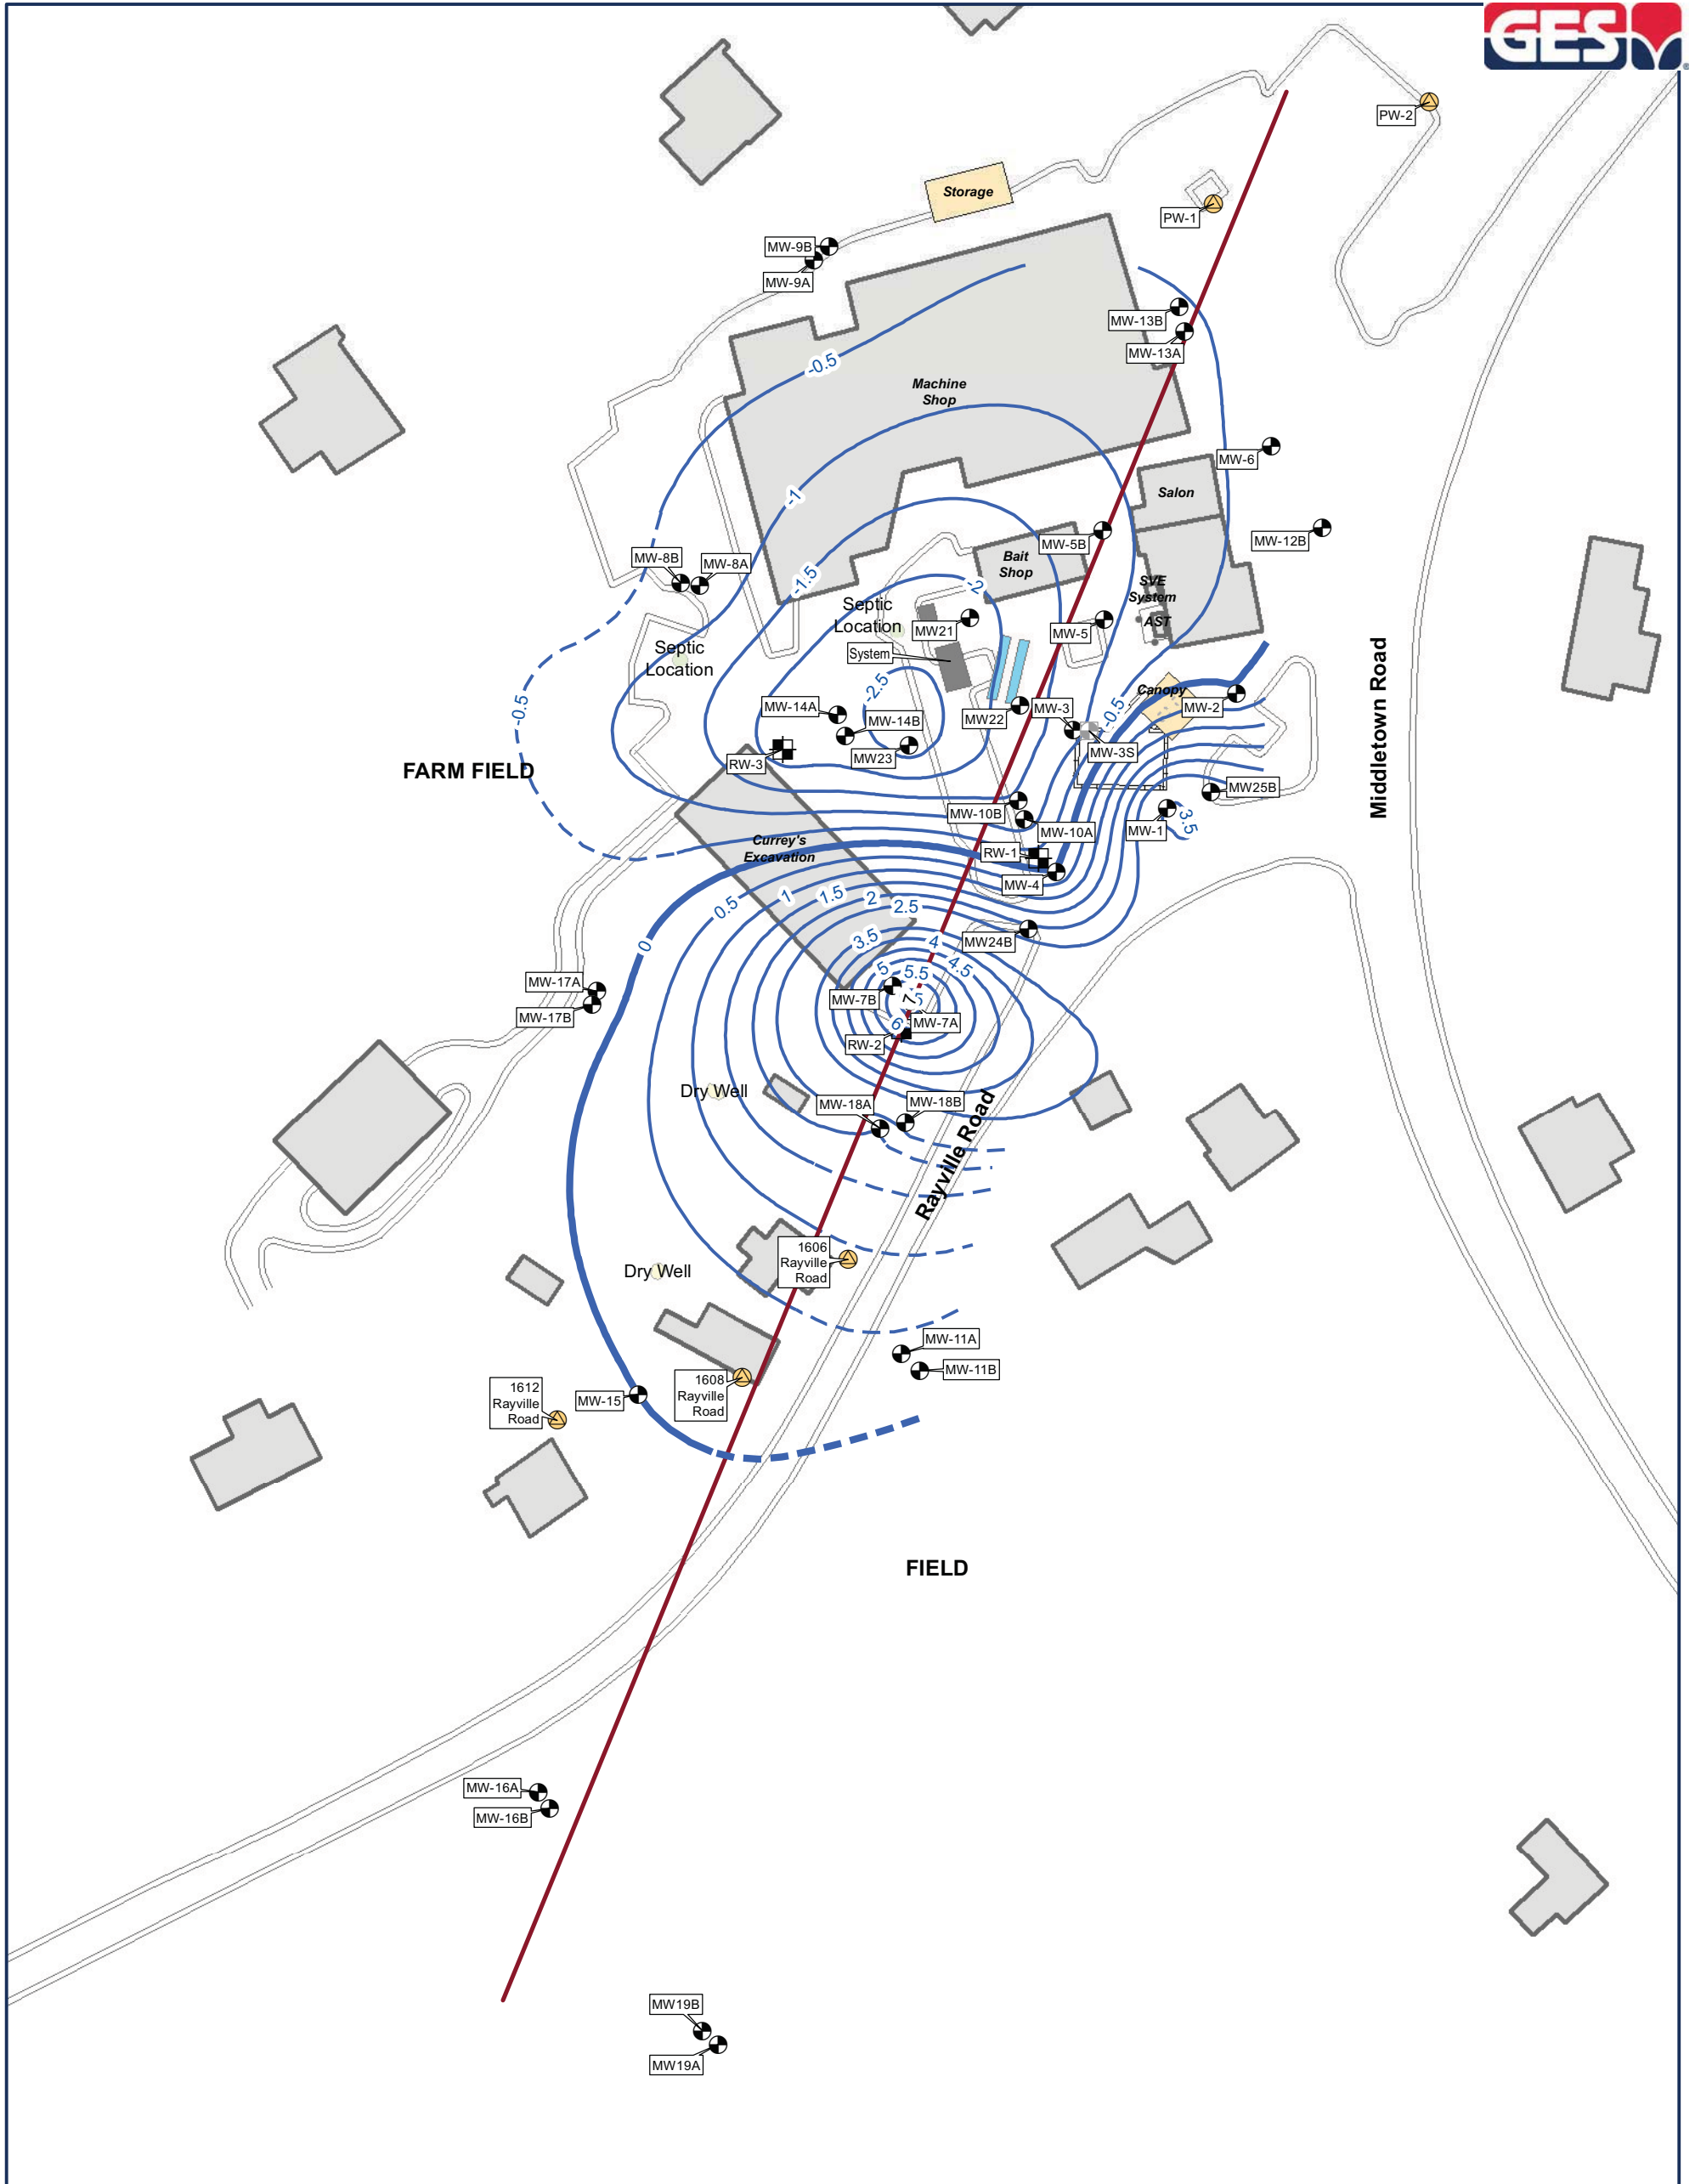 GES
PW-2
Storage
PW-1
MW-9B
MW-9A
MW-13B
MW-13A
-0.5
Machine
Shop
MW-6
Salon
-1
MW-12B
MW-5B
Bait
Shop
MW-8B
MW-8A
-1.5
-2
SVE
System
AST
Septic
Location
MW21
MW-5
System
Septic
Location
-2.5
-0.5
Canopy
MW-2
MW-14A
MW-14B
MW22
MW-3
-0.5
MW-3S
MW23
RW-3
FARM FIELD
Middletown Road
MW25B
MW-10B
MW-10A
MW-1
3.5
Currey's
Excavation
RW-1
MW-4
0.5
1
1.5
2
2.5
0
3.5
4
4.5
MW24B
5
5.5
MW-17A
MW-17B
MW-7B
7
6
MW-7A
RW-2
Dry Well
MW-18A
MW-18B
Rayville Road
1606
Rayville
Road
Dry Well
MW-11A
MW-11B
1612
Rayville
Road
MW-15
1608
Rayville
Road
FIELD
MW-16A
MW-16B
MW19B
MW19A